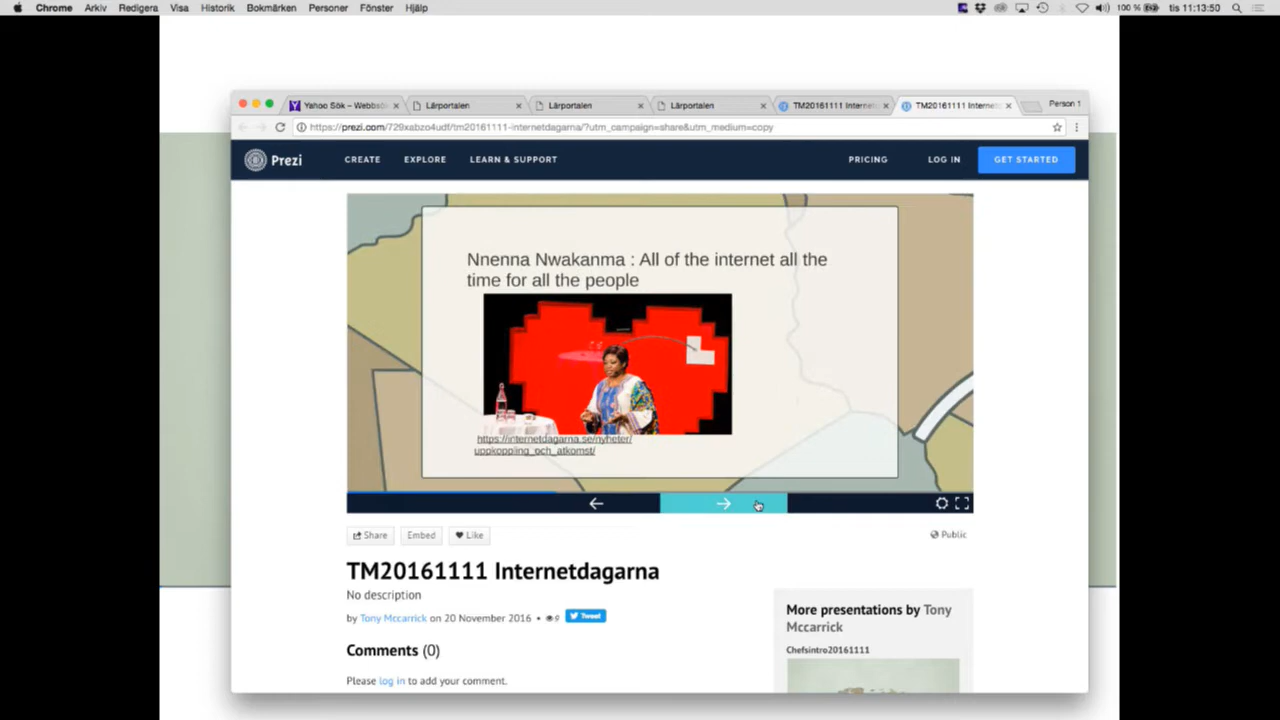 Chrome Arkiv Redigera Visa Historik Bokmärken Personer Fönster Hjälp 100 % tis 11:13:50
Yahoo Sök – Webbsö Lärportalen Lärportalen Lärportalen TM20161111 Internet TM20161111 Internet Person 1
https://prezi.com/729xabzo4udf/tm20161111-internetdagarna/?utm_campaign=share&utm_medium=copy
Prezi CREATE EXPLORE LEARN & SUPPORT PRICING LOG IN GET STARTED
Nnenna Nwakanma : All of the internet all the
time for all the people
https://internetdagarna.se/nyheter/
uppkoppling_och_atkomst/
Share Embed Like Public
TM20161111 Internetdagarna
No description
by Tony Mccarrick on 20 November 2016 • 9 Tweet
More presentations by Tony
Mccarrick
Chefsintro20161111
Comments (0)
Please log in to add your comment.